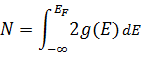 N = ∫_{-∞}^{E_F} 2g(E) dE